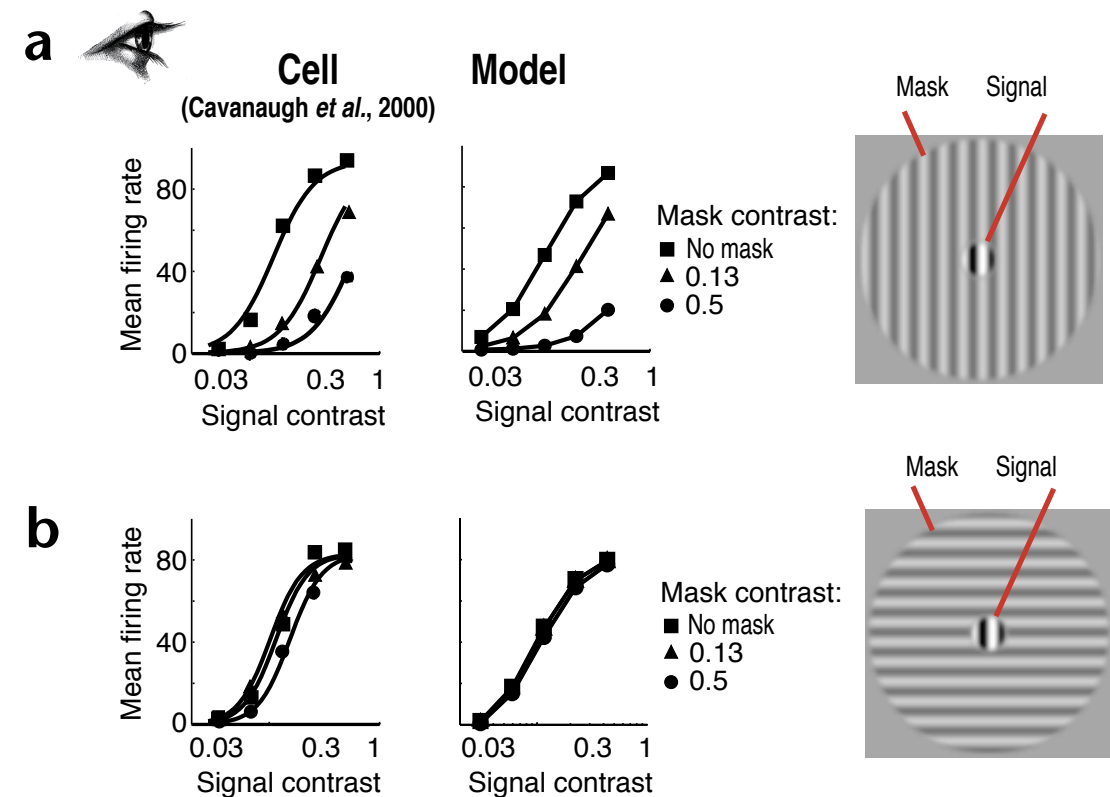 a
Cell
Model
(Cavanaugh et al., 2000)
Mask Signal
Mean firing rate
80
40
0
0.03 0.3 1
Signal contrast
0.03 0.3 1
Signal contrast
Mask contrast:
No mask
0.13
0.5
b
Mask Signal
Mean firing rate
80
40
0
0.03 0.3 1
Signal contrast
0.03 0.3 1
Signal contrast
Mask contrast:
No mask
0.13
0.5